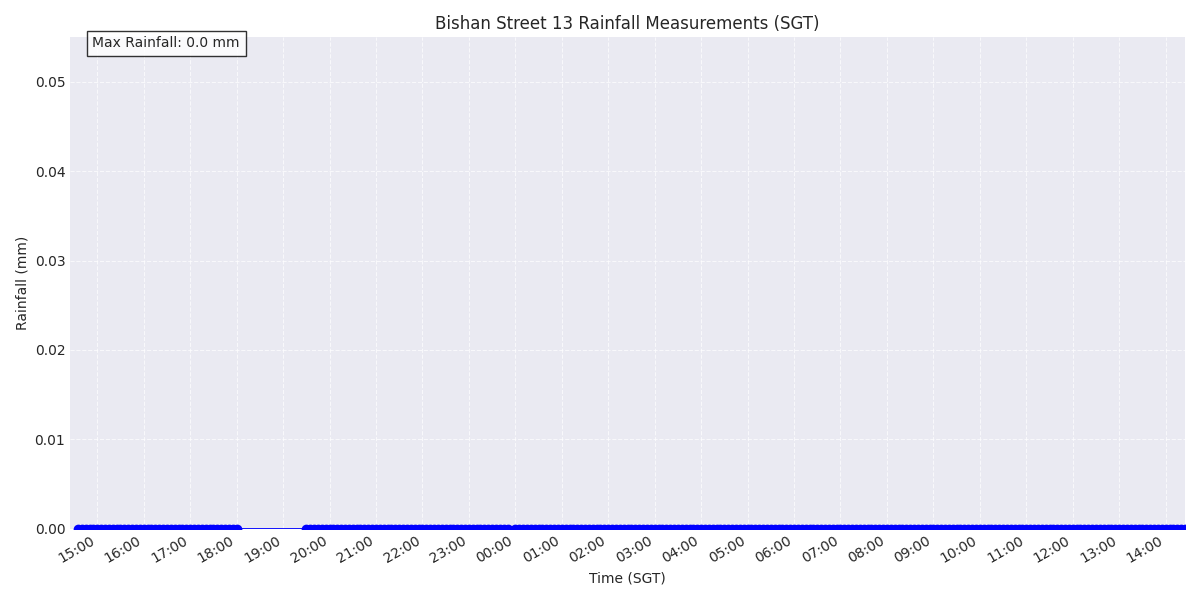 Bishan Street 13 Rainfall Measurements (SGT)
Max Rainfall: 0.0 mm
0.05
0.04
0.03
0.02
0.01
0.00
Rainfall (mm)
15:00 16:00 17:00 18:00 19:00 20:00 21:00 22:00 23:00 00:00 01:00 02:00 03:00 04:00 05:00 06:00 07:00 08:00 09:00 10:00 11:00 12:00 13:00 14:00
Time (SGT)